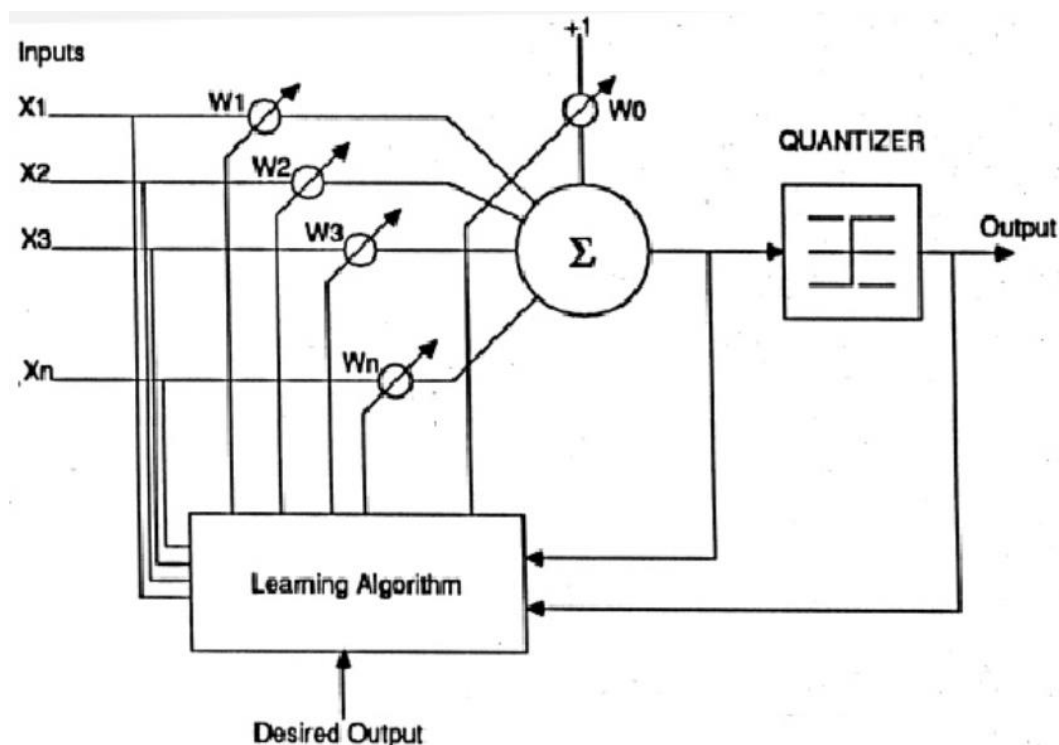 +1
Inputs
X1
W1
W0
QUANTIZER
X2
W2
X3
W3
Σ
Output
Xn
Wn
Learning Algorithm
Desired Output